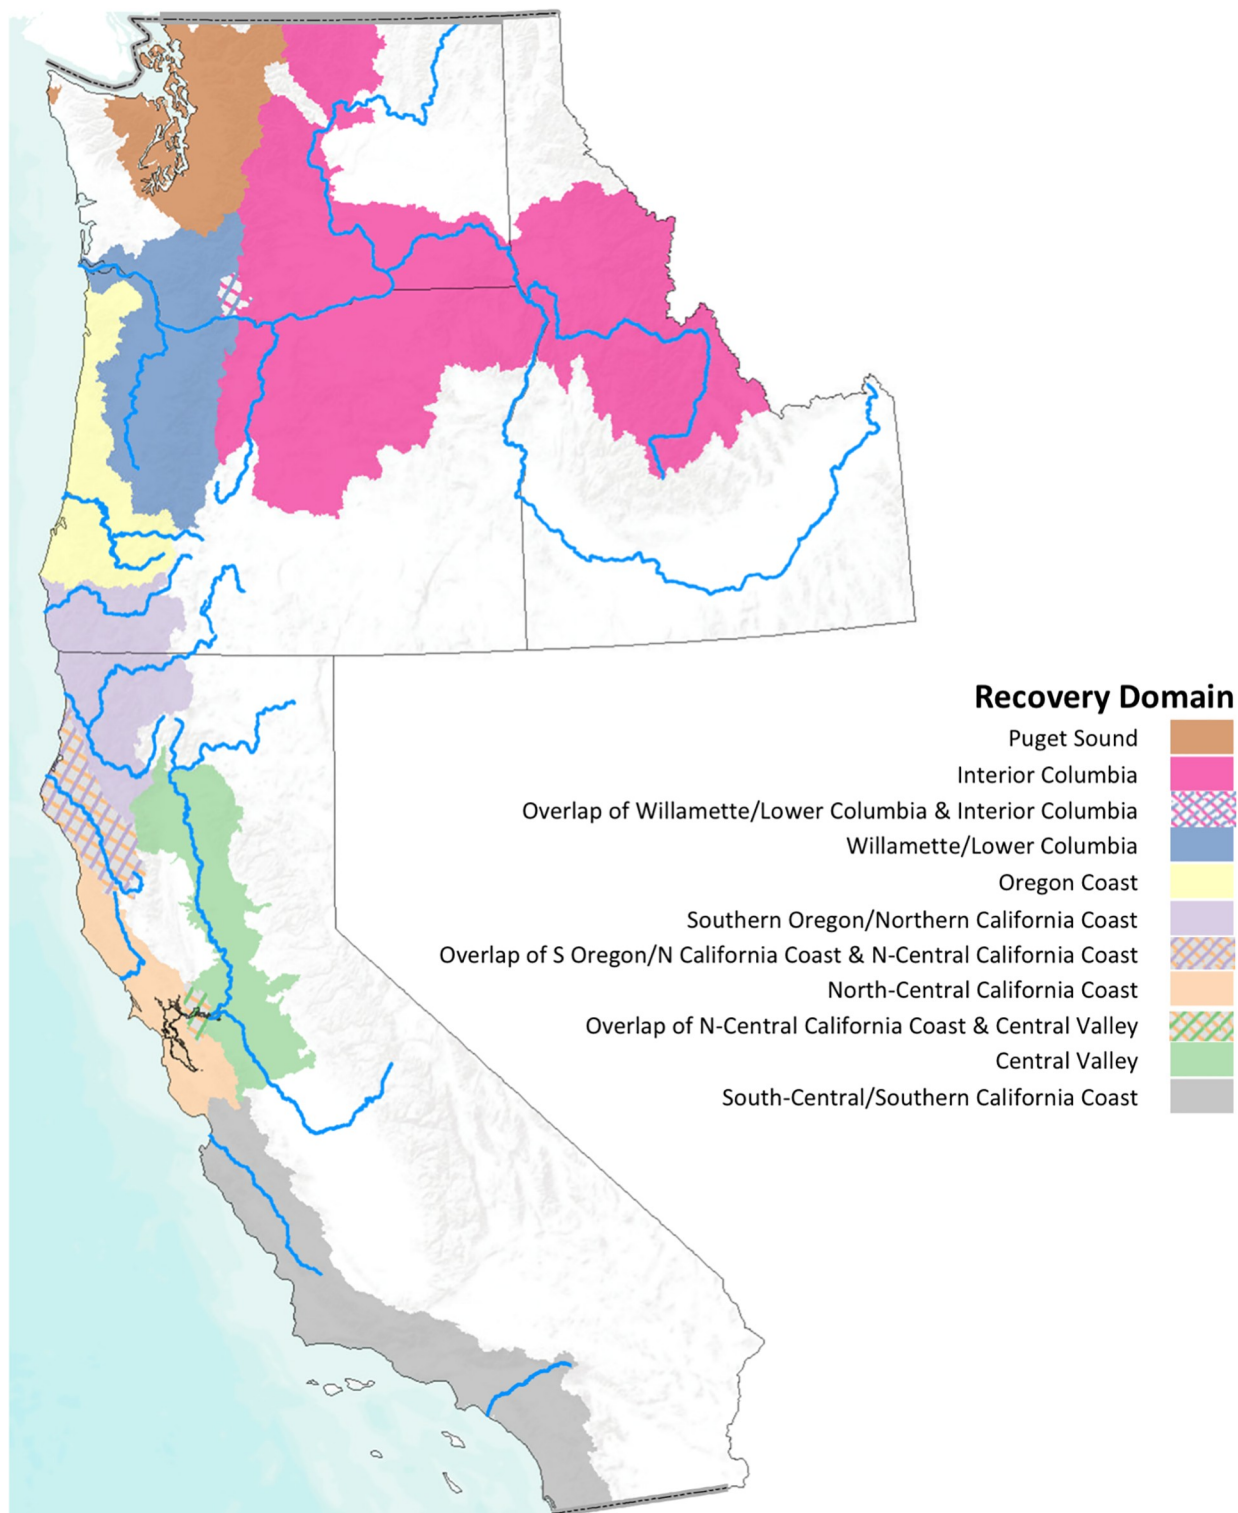 Recovery Domain
Puget Sound
Interior Columbia
Overlap of Willamette/Lower Columbia & Interior Columbia
Willamette/Lower Columbia
Oregon Coast
Southern Oregon/Northern California Coast
Overlap of S Oregon/N California Coast & N-Central California Coast
North-Central California Coast
Overlap of N-Central California Coast & Central Valley
Central Valley
South-Central/Southern California Coast